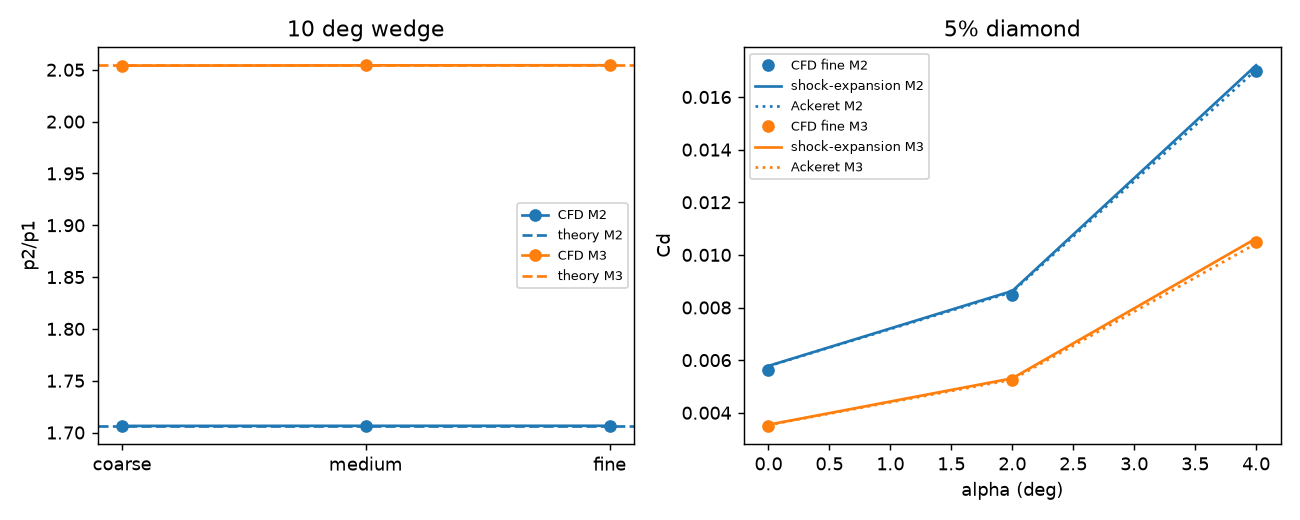 10 deg wedge
p2/p1
2.05
2.00
1.95
1.90
1.85
1.80
1.75
1.70
coarse
medium
fine
CFD M2
theory M2
CFD M3
theory M3
5% diamond
Cd
0.016
0.014
0.012
0.010
0.008
0.006
0.004
0.0
0.5
1.0
1.5
2.0
2.5
3.0
3.5
4.0
alpha (deg)
CFD fine M2
shock-expansion M2
Ackeret M2
CFD fine M3
shock-expansion M3
Ackeret M3